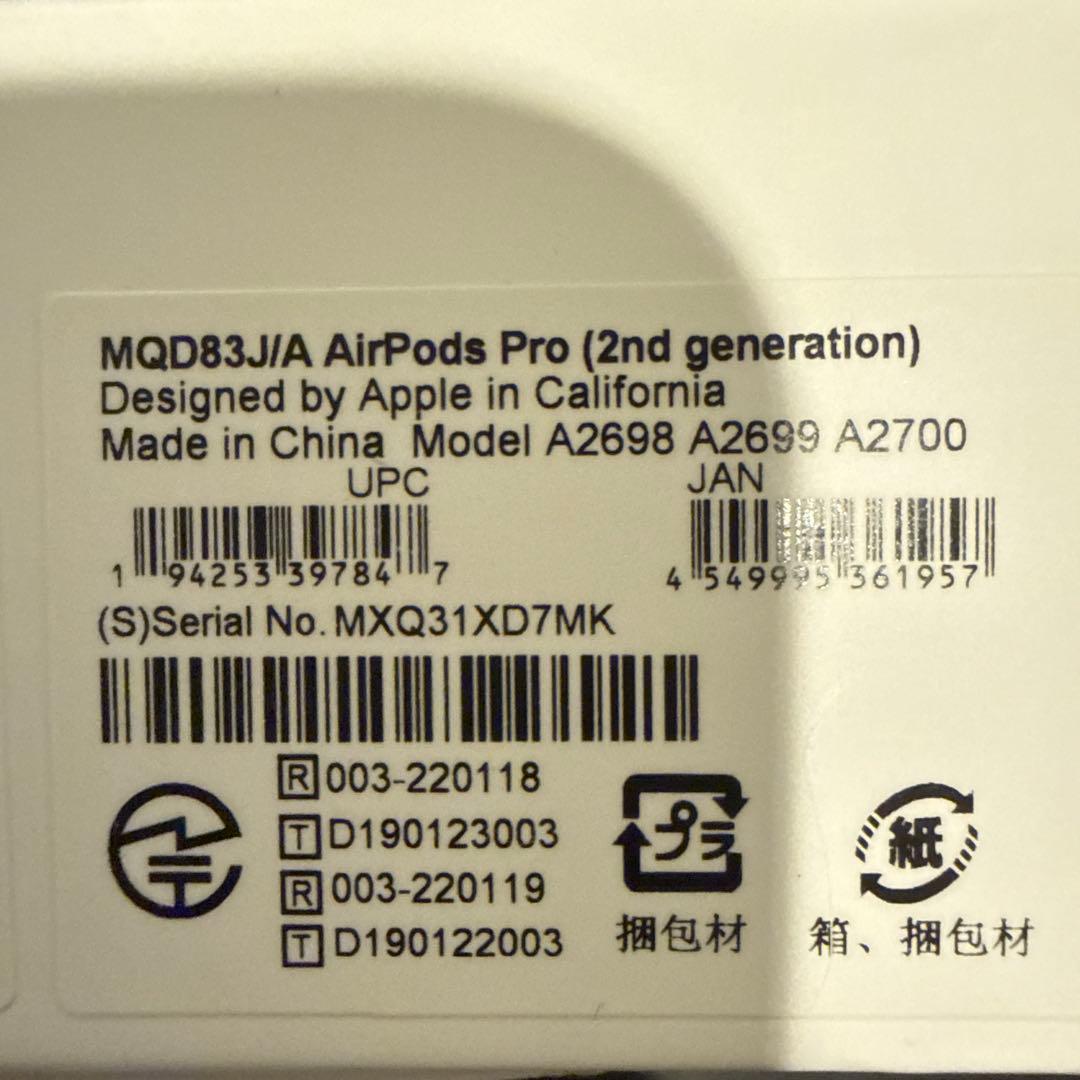 MQD83J/A AirPods Pro (2nd generation)
Designed by Apple in California
Made in China Model A2698 A2699 A2700
UPC JAN
1 94253 39784 7 4 549995 361957
(S)Serial No. MXQ31XD7MK
R 003-220118
T D190123003
R 003-220119
T D190122003
プラ
捆包材
紙
箱、捆包材